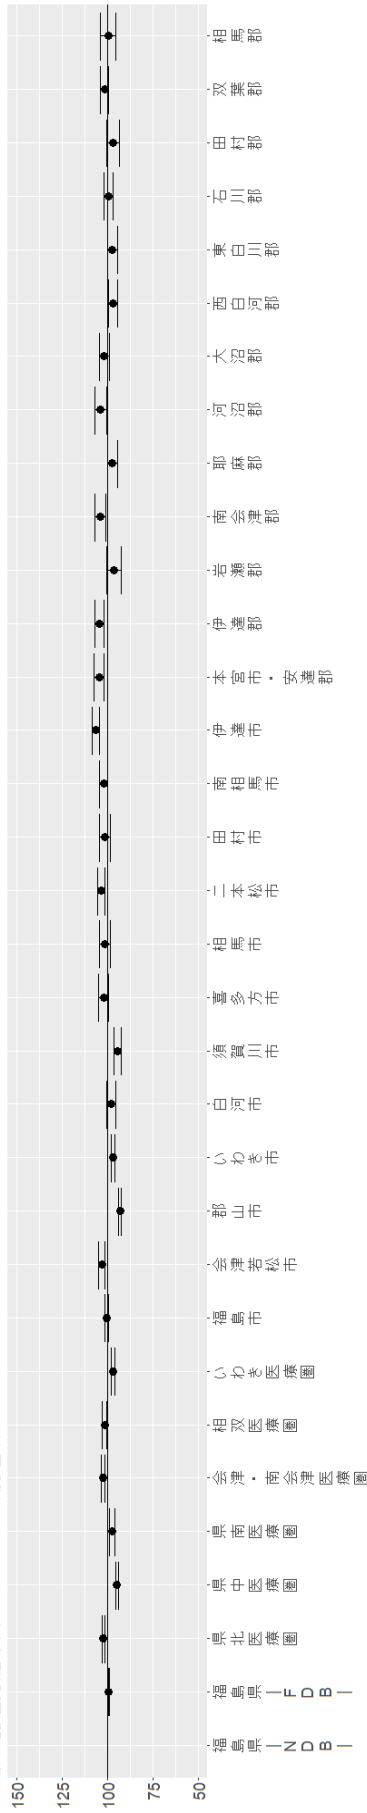 相馬郡
双葉郡
田村郡
石川郡
東白川郡
西白河郡
大沼郡
河沼郡
耶麻郡
南会津郡
岩瀬郡
伊達郡
本宮市・安達郡
伊達市
南相馬市
田村市
二本松市
相馬市
喜多方市
須賀川市
白河市
いわき市
郡山市
会津若松市
福島市
いわき医療圏
相双医療圏
会津・南会津医療圏
県南医療圏
県中医療圏
県北医療圏
福島県|FDB|
福島県|NDB|
150
125
100
75
50